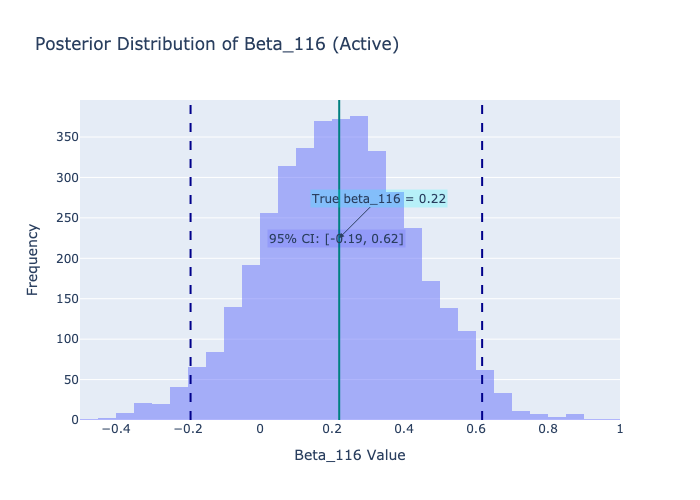 Posterior Distribution of Beta_116 (Active)
350
300
250
200
150
100
50
0
Frequency
True beta_116 = 0.22
95% CI: [-0.19, 0.62]
−0.4 −0.2 0 0.2 0.4 0.6 0.8 1
Beta_116 Value